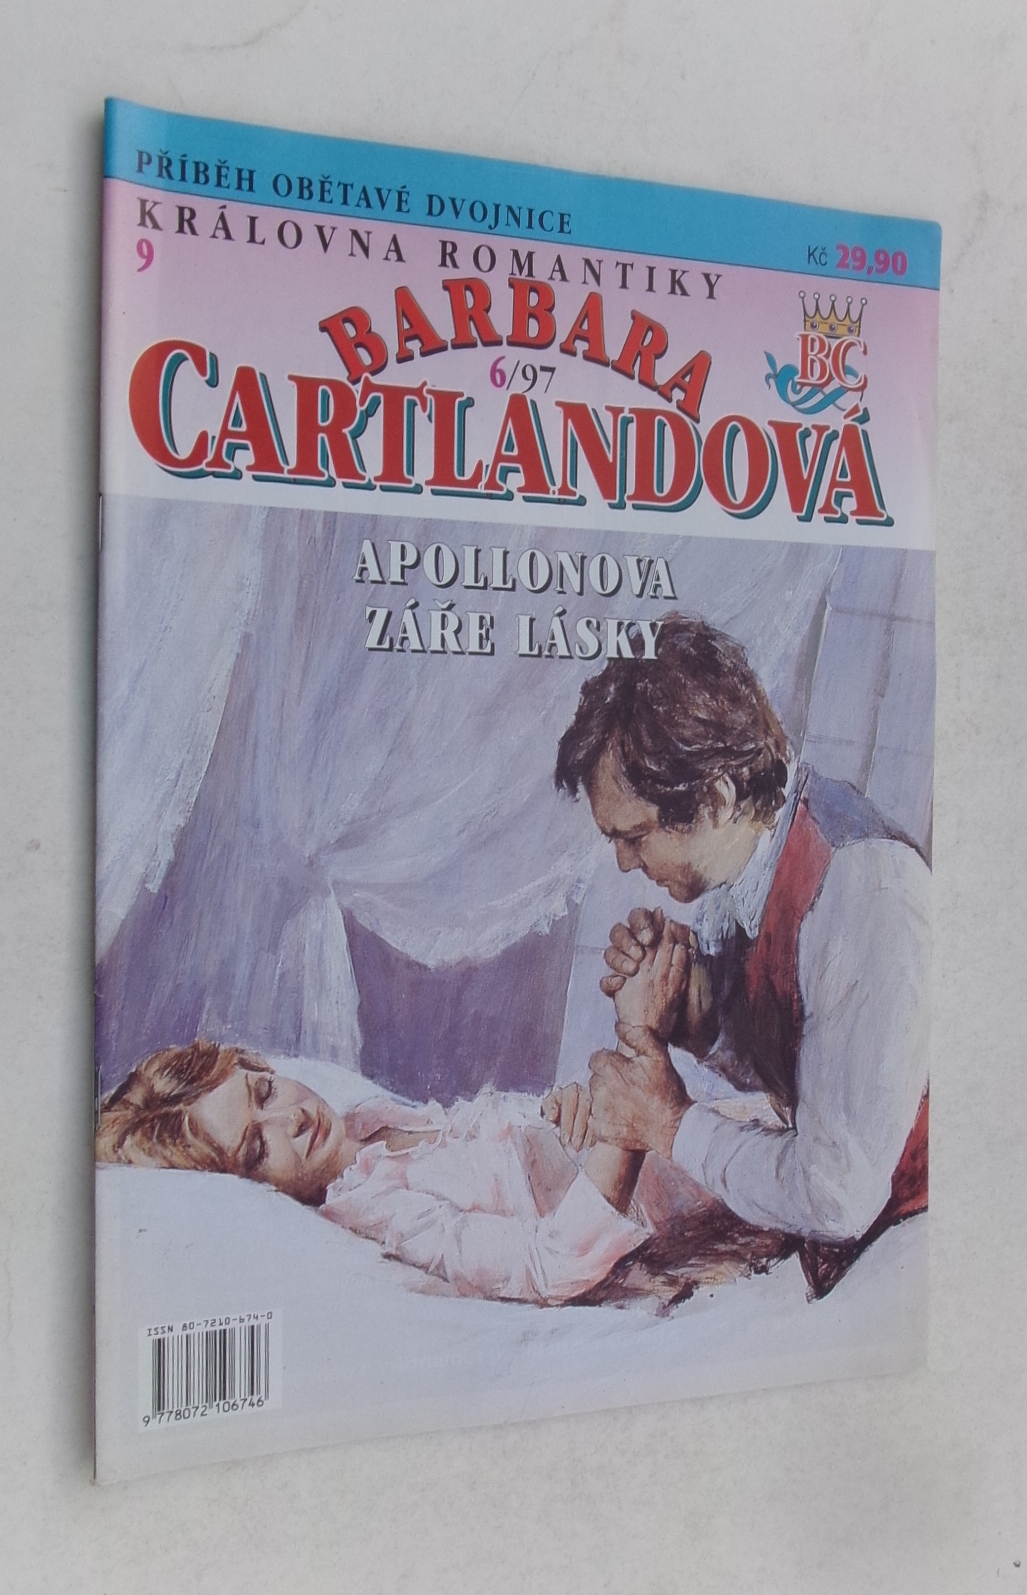 PŘÍBĚH OBĚTAVÉ DVOJNICE
KRÁLOVNA ROMANTIKY
Kč 29,90
9
BARBARA
6/97
BC
CARTLANDOVÁ
APOLLONOVA
ZÁŘE LÁSKY
ISSN 80-7210-674-0
9 778072 106746